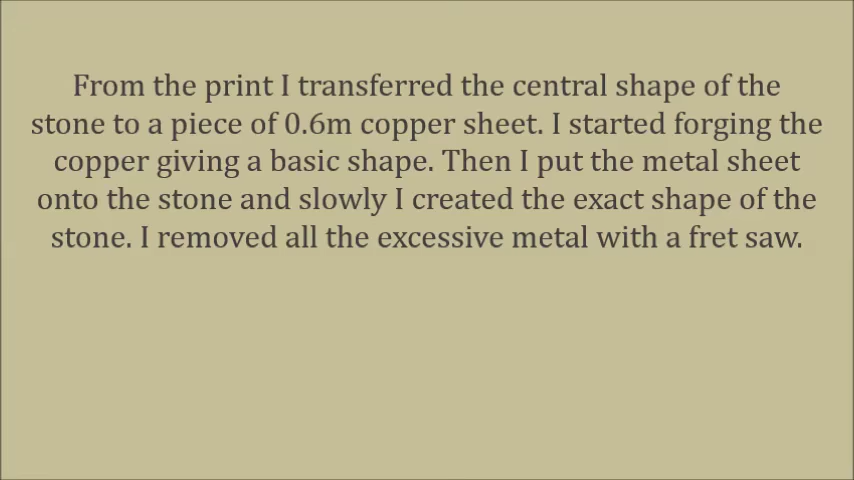 From the print I transferred the central shape of the
stone to a piece of 0.6m copper sheet. I started forging the
copper giving a basic shape. Then I put the metal sheet
onto the stone and slowly I created the exact shape of the
stone. I removed all the excessive metal with a fret saw.